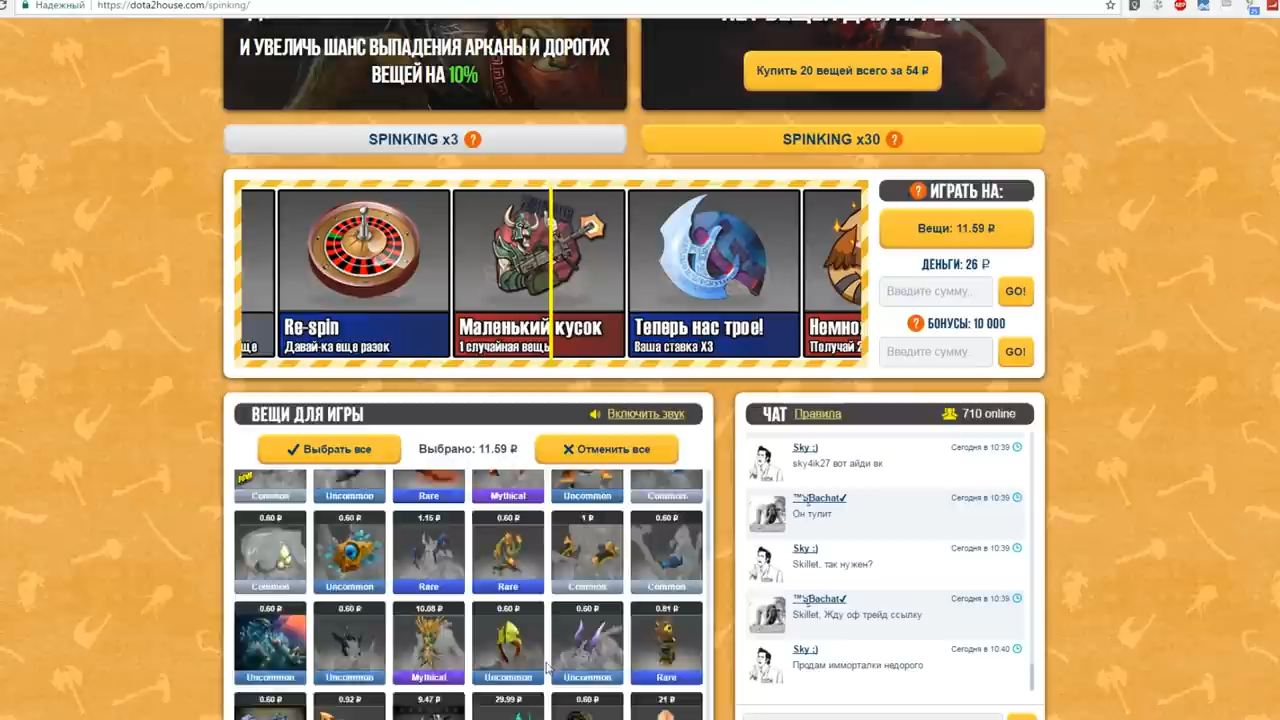 Надежный https://dota2house.com/spinking/
И УВЕЛИЧЬ ШАНС ВЫПАДЕНИЯ АРКАНЫ И ДОРОГИХ
ВЕЩЕЙ НА 10%
Купить 20 вещей всего за 54 ₽
SPINKING x3 ?
SPINKING x30 ?
Re-spin
Давай-ка еще разок
Маленький кусок
1 случайная вещь
Теперь нас трое!
Ваша ставка X3
? ИГРАТЬ НА:
Вещи: 11.59 ₽
ДЕНЬГИ: 26 ₽
Введите сумму..
GO!
? БОНУСЫ: 10 000
Введите сумму..
GO!
ВЕЩИ ДЛЯ ИГРЫ
Включить звук
Выбрать все
Выбрано: 11.59 ₽
Отменить все
Common Uncommon Rare Mythical Uncommon Common
0.60 ₽ 0.60 ₽ 1.15 ₽ 0.60 ₽ 1 ₽ 0.60 ₽
Common Uncommon Rare Rare Common Common
0.60 ₽ 0.60 ₽ 10.08 ₽ 0.60 ₽ 0.60 ₽ 0.81 ₽
Uncommon Uncommon Mythical Uncommon Uncommon Rare
0.60 ₽ 0.92 ₽ 9.47 ₽ 29.99 ₽ 0.60 ₽ 21 ₽
ЧАТ Правила 710 online
Sky :) Сегодня в 10:39
sky4ik27 вот айди вк
Bachat✔ Сегодня в 10:39
Он тупит
Sky :) Сегодня в 10:39
Skillet. так нужен?
Bachat✔ Сегодня в 10:39
Skillet, Жду оф трейд ссылку
Sky :) Сегодня в 10:40
Продам имморталки недорого